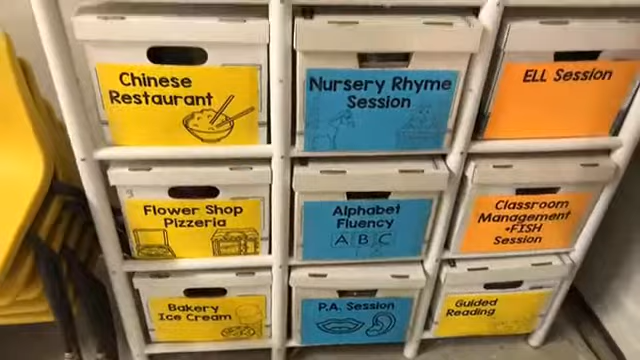 Chinese
Restaurant
Nursery Rhyme
Session
ELL Session
Flower Shop
Pizzeria
Alphabet
Fluency
A B C
Classroom
Management
+FISH
Session
Bakery
Ice Cream
P.A. Session
Guided
Reading